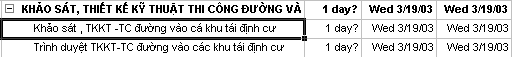 KHẢO SÁT, THIẾT KẾ KỸ THUẬT THI CÔNG ĐƯỜNG VÀ 1 day? Wed 3/19/03 Wed 3/19/03
Khảo sát , TKKT -TC đường vào cá khu tái định cư 1 day? Wed 3/19/03 Wed 3/19/03
Trình duyệt TKKT-TC đường vào các khu tái định cư 1 day? Wed 3/19/03 Wed 3/19/03